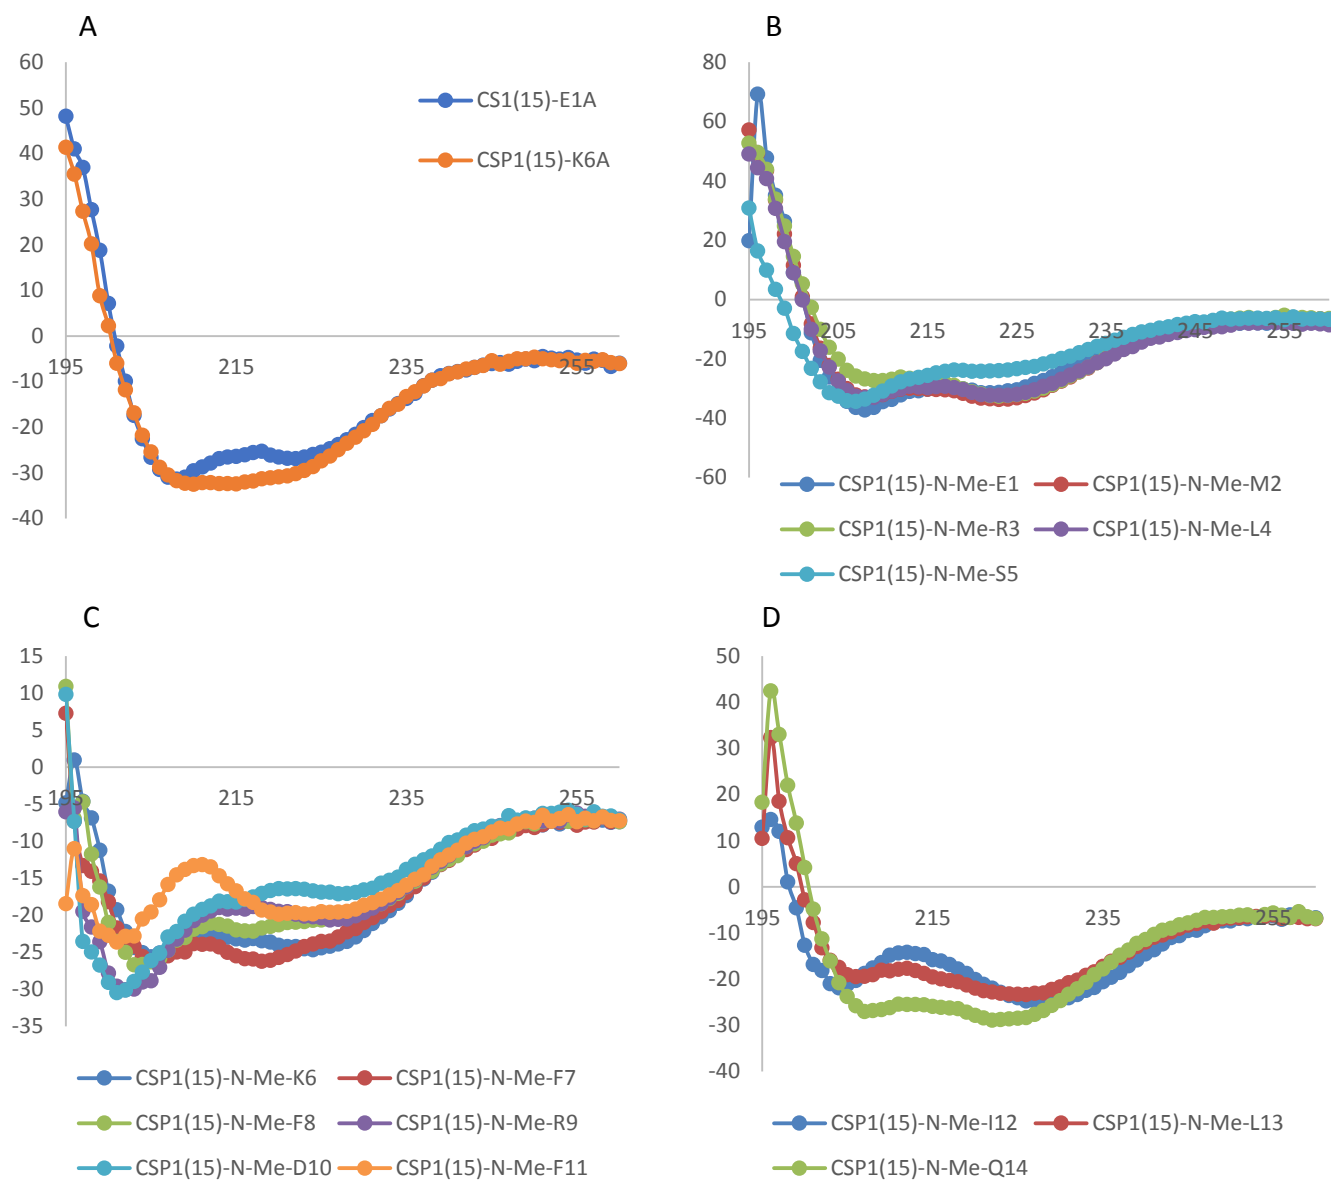 A
60
50
40
30
20
10
0
-10
-20
-30
-40
195
215
235
255
CS1(15)-E1A
CSP1(15)-K6A
B
80
60
40
20
0
-20
-40
-60
195
205
215
225
235
245
255
CSP1(15)-N-Me-E1
CSP1(15)-N-Me-M2
CSP1(15)-N-Me-R3
CSP1(15)-N-Me-L4
CSP1(15)-N-Me-S5
C
15
10
5
0
-5
-10
-15
-20
-25
-30
-35
195
215
235
255
CSP1(15)-N-Me-K6
CSP1(15)-N-Me-F7
CSP1(15)-N-Me-F8
CSP1(15)-N-Me-R9
CSP1(15)-N-Me-D10
CSP1(15)-N-Me-F11
D
50
40
30
20
10
0
-10
-20
-30
-40
195
215
235
255
CSP1(15)-N-Me-I12
CSP1(15)-N-Me-L13
CSP1(15)-N-Me-Q14